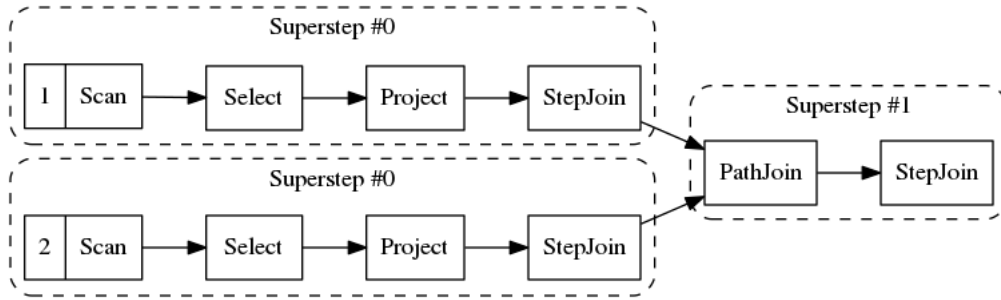 Superstep #0
1 Scan Select Project StepJoin
Superstep #1
PathJoin StepJoin
Superstep #0
2 Scan Select Project StepJoin